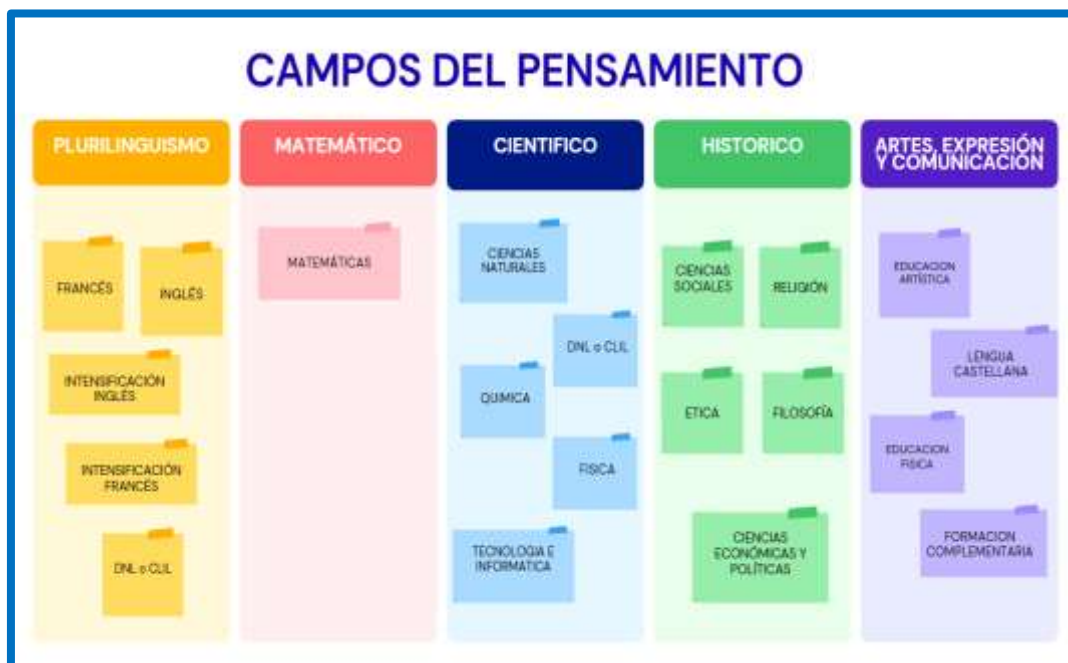 CAMPOS DEL PENSAMIENTO
PLURILINGUISMO
FRANCÉS
INGLÉS
INTENSIFICACIÓN
INGLÉS
INTENSIFICACIÓN
FRANCÉS
DNL o CLIL
MATEMÁTICO
MATEMÁTICAS
CIENTIFICO
CIENCIAS
NATURALES
DNL o CLIL
QUIMICA
FISICA
TECNOLOGIA E
INFORMATICA
HISTORICO
CIENCIAS
SOCIALES
RELIGIÓN
ETICA
FILOSOFÍA
CIENCIAS
ECONÓMICAS Y
POLÍTICAS
ARTES, EXPRESIÓN
Y COMUNICACIÓN
EDUCACION
ARTÍSTICA
LENGUA
CASTELLANA
EDUCACION
FISICA
FORMACION
COMPLEMENTARIA